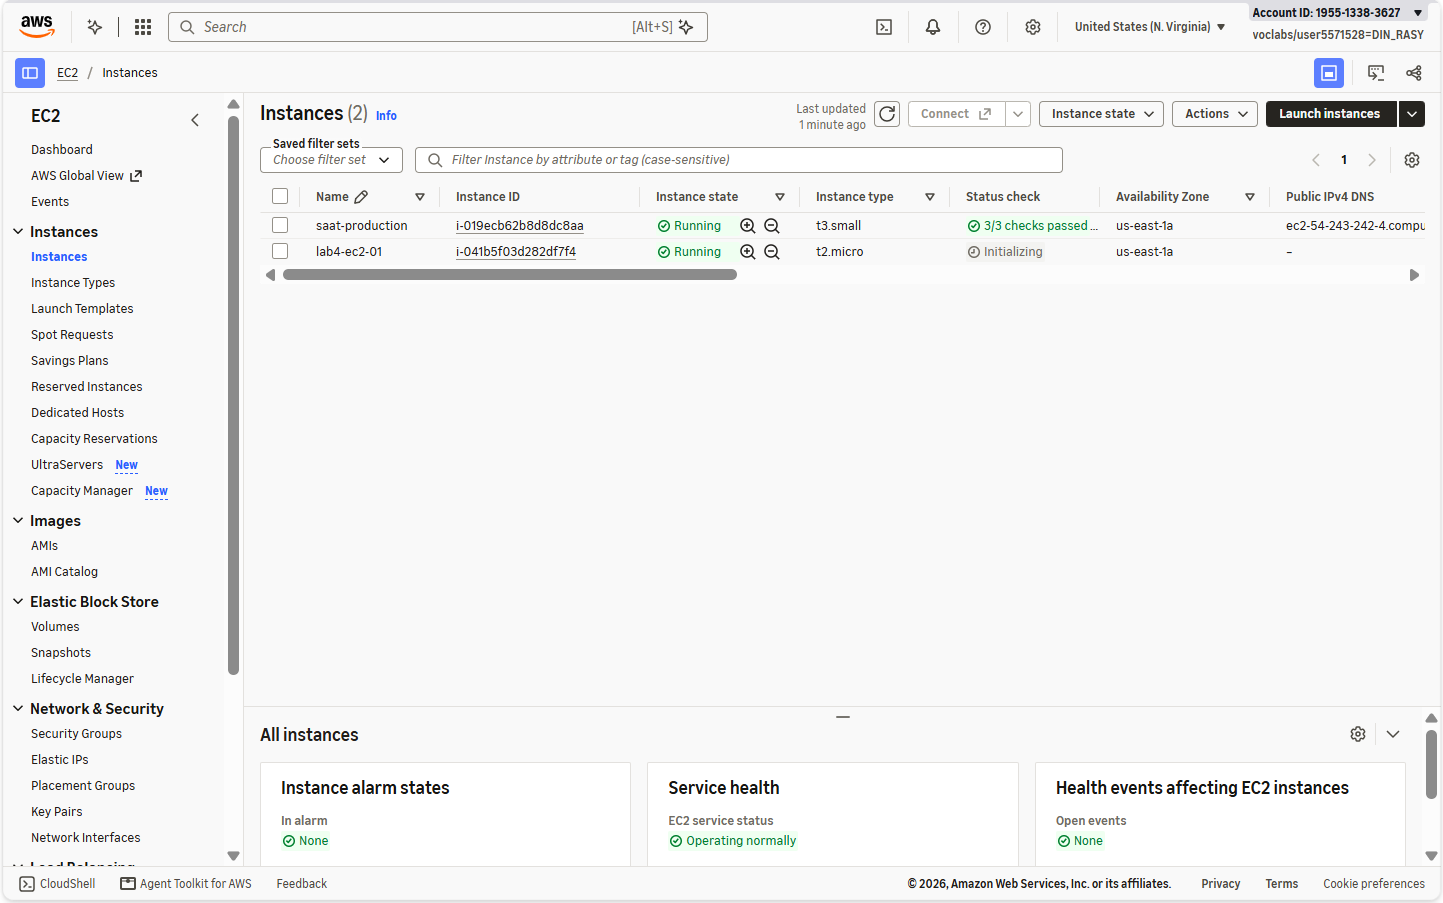 aws
Search
[Alt+S]
United States (N. Virginia)
Account ID: 1955-1338-3627
voclabs/user5571528=DIN_RASY
EC2 / Instances
EC2
Dashboard
AWS Global View
Events
Instances
Instances
Instance Types
Launch Templates
Spot Requests
Savings Plans
Reserved Instances
Dedicated Hosts
Capacity Reservations
UltraServers New
Capacity Manager New
Images
AMIs
AMI Catalog
Elastic Block Store
Volumes
Snapshots
Lifecycle Manager
Network & Security
Security Groups
Elastic IPs
Placement Groups
Key Pairs
Network Interfaces
Load Balancing
Instances (2) Info
Last updated
1 minute ago
Connect
Instance state
Actions
Launch instances
Saved filter sets
Choose filter set
Filter Instance by attribute or tag (case-sensitive)
1
Name Instance ID Instance state Instance type Status check Availability Zone Public IPv4 DNS
saat-production i-019ecb62b8d8dc8aa Running t3.small 3/3 checks passed ... us-east-1a ec2-54-243-242-4.compu
lab4-ec2-01 i-041b5f03d282df7f4 Running t2.micro Initializing us-east-1a –
All instances
Instance alarm states
In alarm
None
Service health
EC2 service status
Operating normally
Health events affecting EC2 instances
Open events
None
CloudShell
Agent Toolkit for AWS
Feedback
© 2026, Amazon Web Services, Inc. or its affiliates.
Privacy
Terms
Cookie preferences